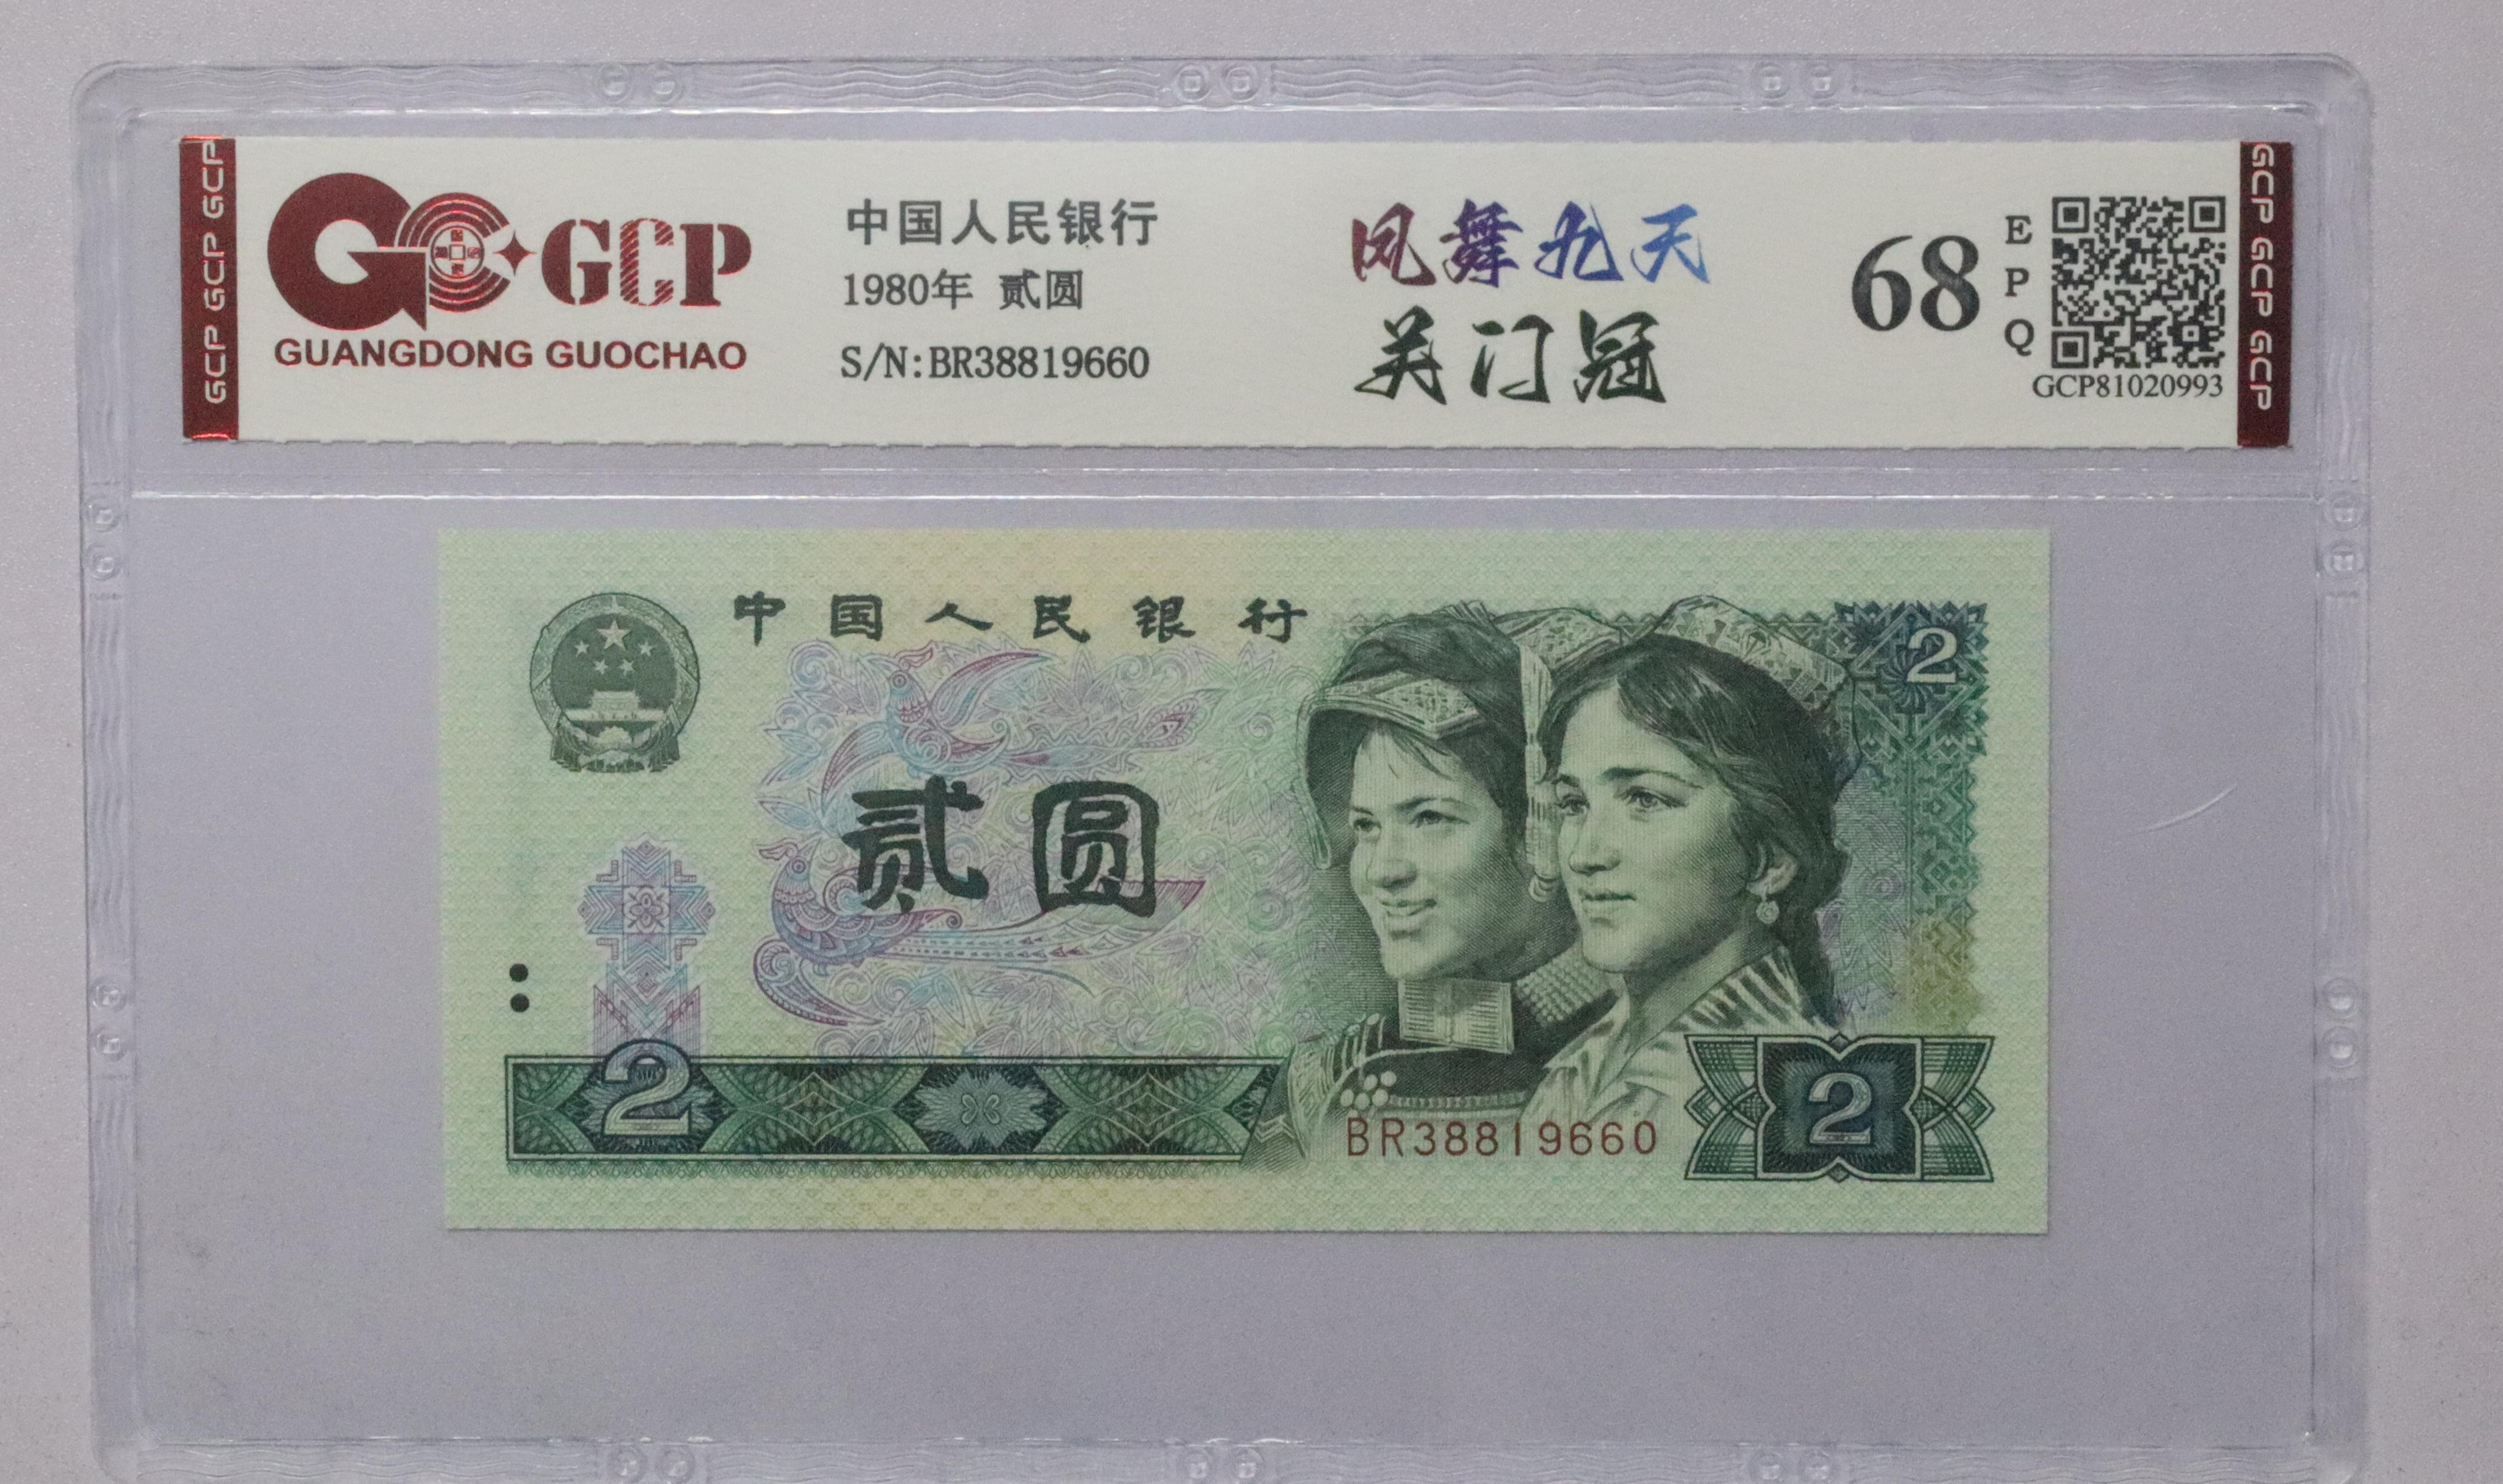 GCP GCP GCP
GCP
GUANGDONG GUOCHAO
中国人民银行
1980年 贰圆
S/N:BR38819660
凤舞九天
关门冠
68
E
P
Q
GCP81020993
GCP GCP GCP
中国人民银行
2
贰圆
2
BR38819660
2